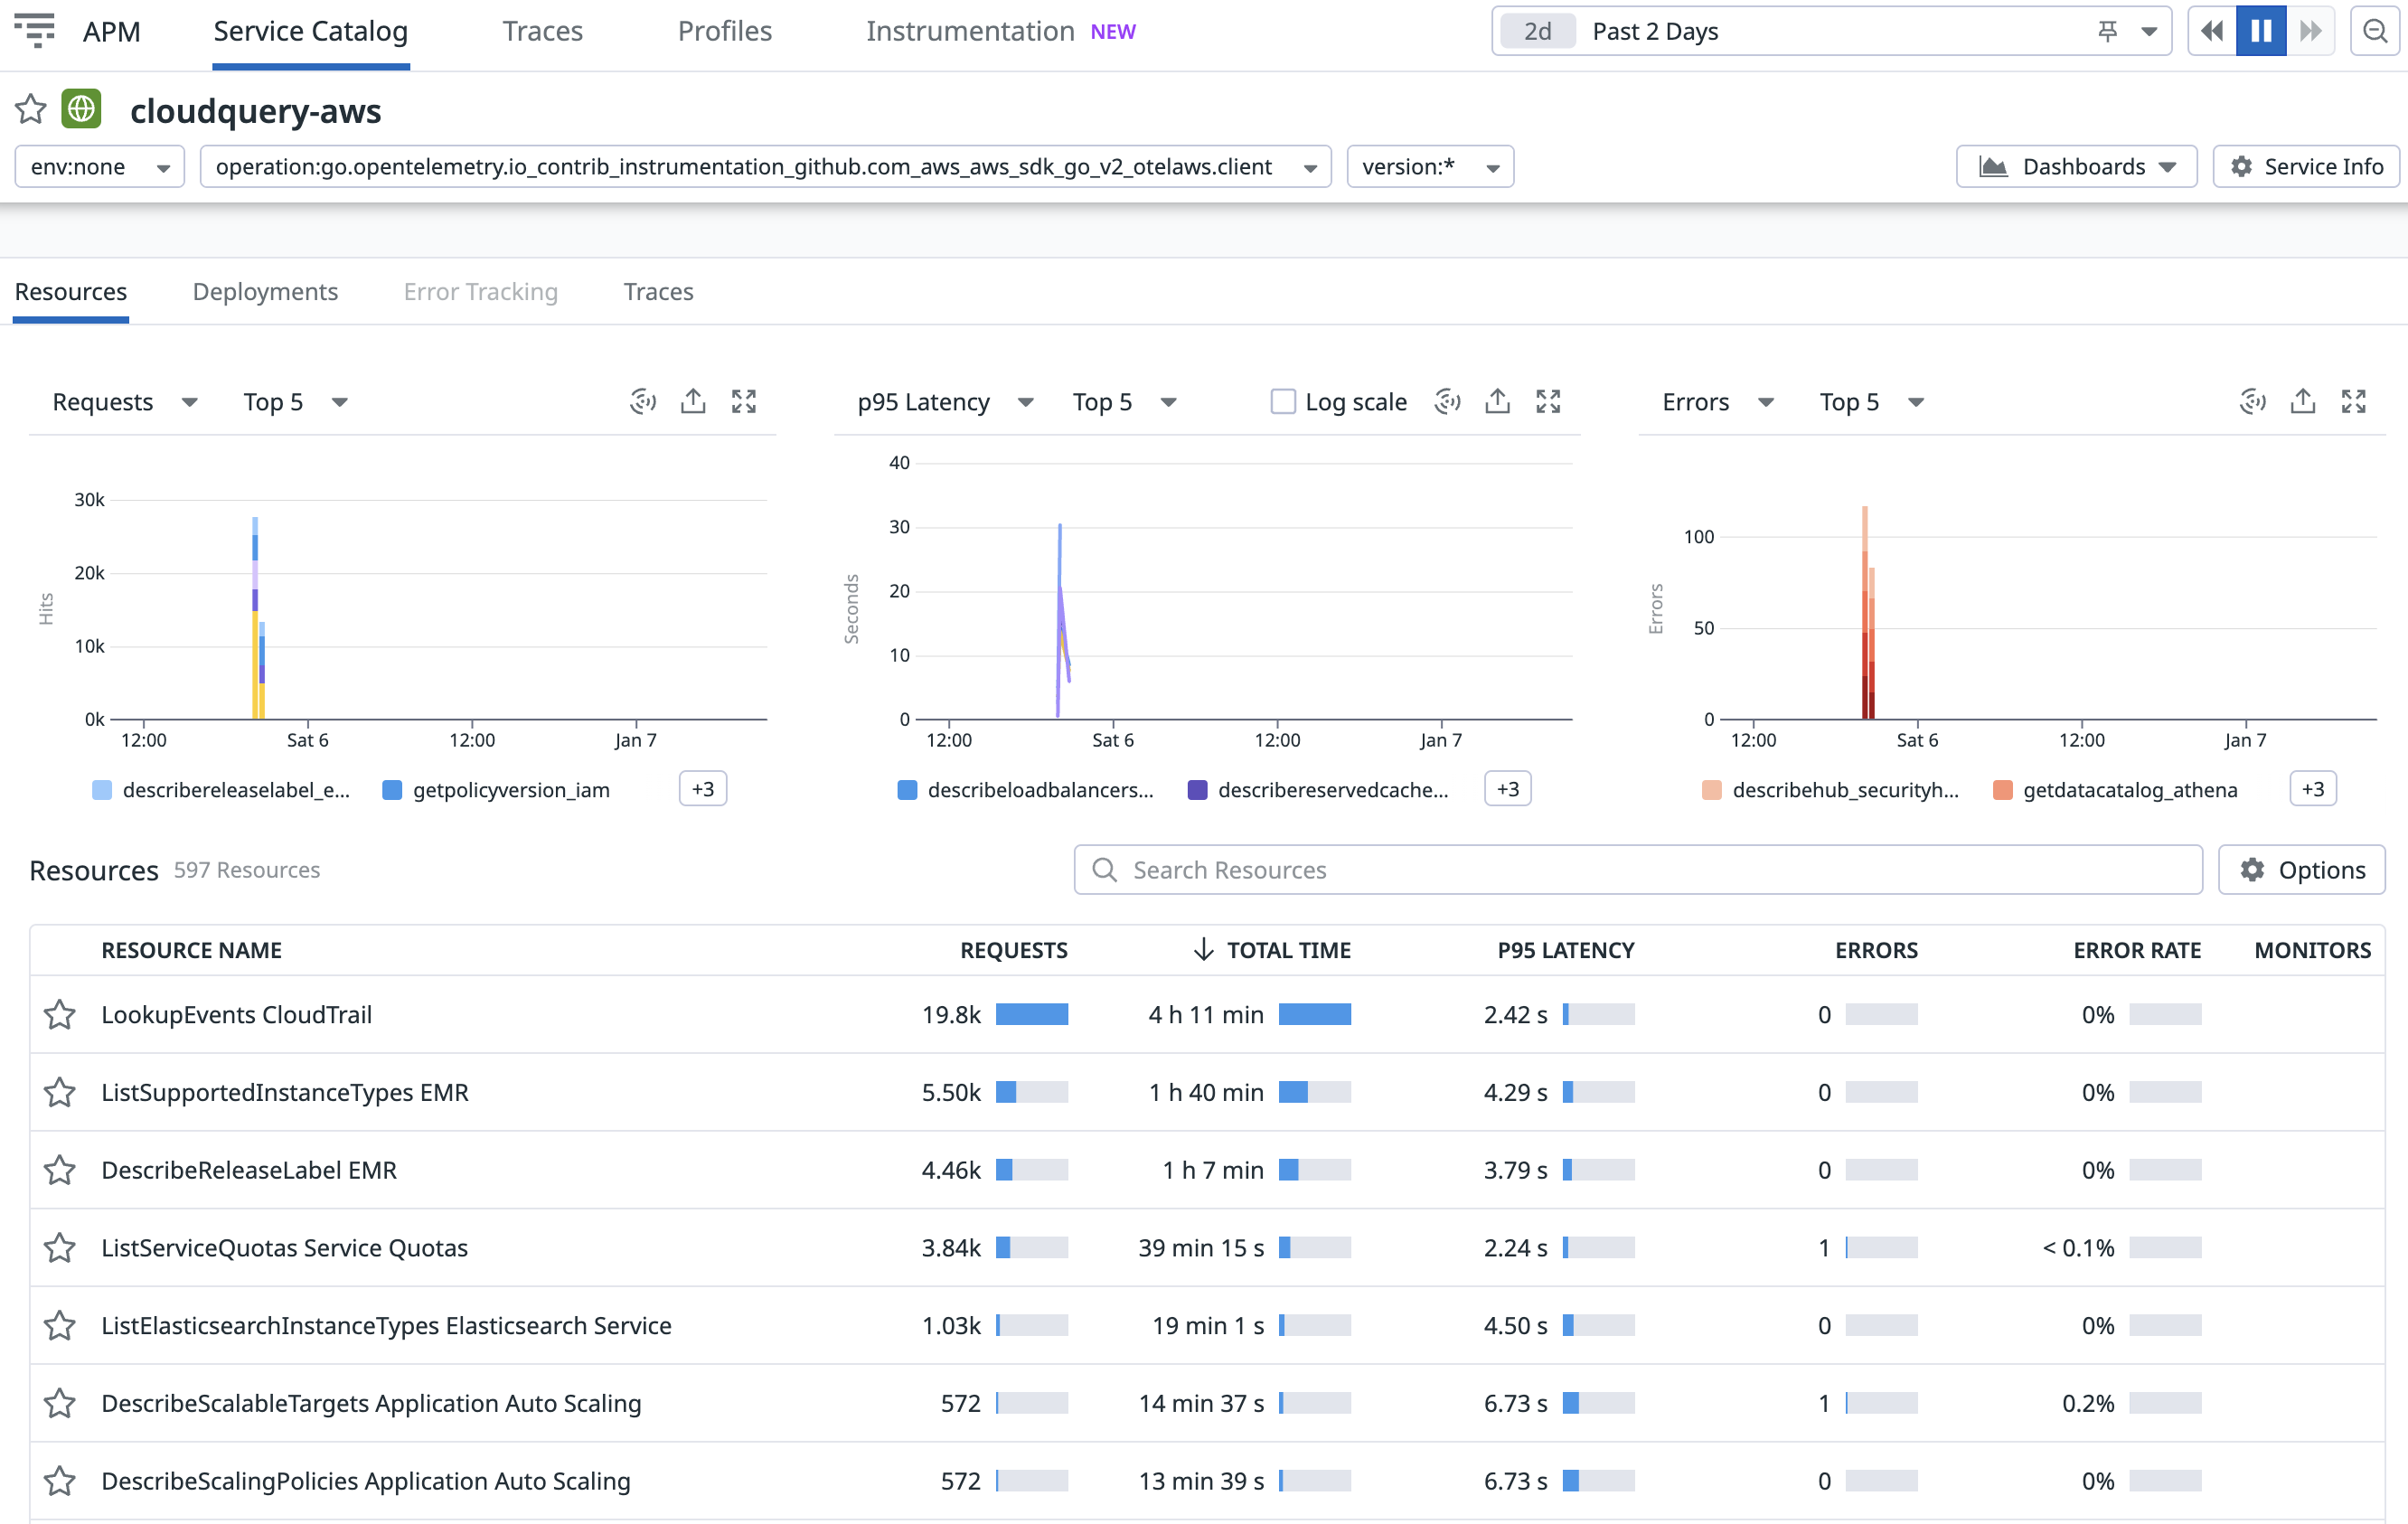 APM Service Catalog Traces Profiles Instrumentation NEW 2d Past 2 Days
cloudquery-aws
env:none operation:go.opentelemetry.io_contrib_instrumentation_github.com_aws_aws_sdk_go_v2_otelaws.client version:* Dashboards Service Info
Resources Deployments Error Tracking Traces
Requests Top 5
30k
20k
10k
0k
Hits
12:00 Sat 6 12:00 Jan 7
describereleaselabel_e... getpolicyversion_iam +3
p95 Latency Top 5 Log scale
40
30
20
10
0
Seconds
12:00 Sat 6 12:00 Jan 7
describeloadbalancers... describereservedcache... +3
Errors Top 5
100
50
0
Errors
12:00 Sat 6 12:00 Jan 7
describehub_securityh... getdatacatalog_athena +3
Resources 597 Resources Search Resources Options
RESOURCE NAME REQUESTS TOTAL TIME P95 LATENCY ERRORS ERROR RATE MONITORS
LookupEvents CloudTrail 19.8k 4 h 11 min 2.42 s 0 0%
ListSupportedInstanceTypes EMR 5.50k 1 h 40 min 4.29 s 0 0%
DescribeReleaseLabel EMR 4.46k 1 h 7 min 3.79 s 0 0%
ListServiceQuotas Service Quotas 3.84k 39 min 15 s 2.24 s 1 < 0.1%
ListElasticsearchInstanceTypes Elasticsearch Service 1.03k 19 min 1 s 4.50 s 0 0%
DescribeScalableTargets Application Auto Scaling 572 14 min 37 s 6.73 s 1 0.2%
DescribeScalingPolicies Application Auto Scaling 572 13 min 39 s 6.73 s 0 0%